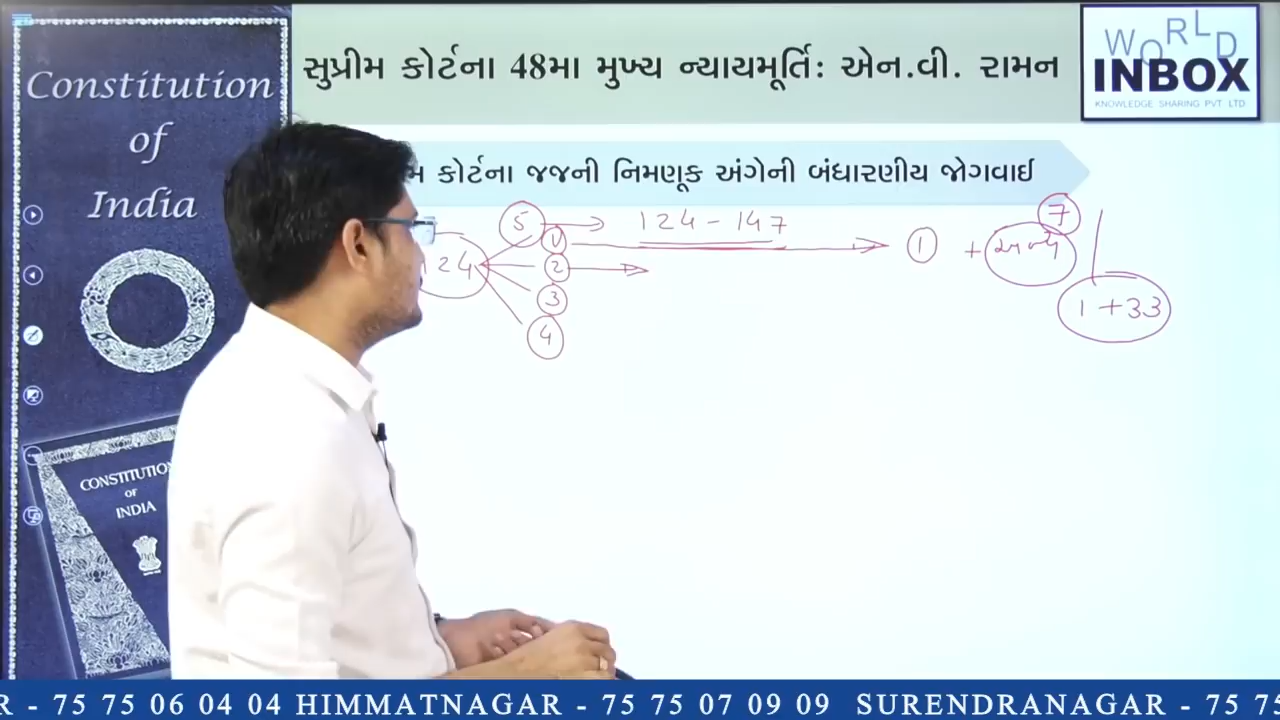 Constitution
of
India
સુપ્રીમ કોર્ટના 48મા મુખ્ય ન્યાયમૂર્તિઃ એન.વી. રામન
WORLD
INBOX
KNOWLEDGE SHARING PVT LTD
મ કોર્ટના જજની નિમણૂક અંગેની બંધારણીય જોગવાઈ
5 124-147
24 1 1 + અન્ય 7
2
3 1+33
4
CONSTITUTION
OF
INDIA
R - 75 75 06 04 04 HIMMATNAGAR - 75 75 07 09 09 SURENDRANAGAR - 75 75